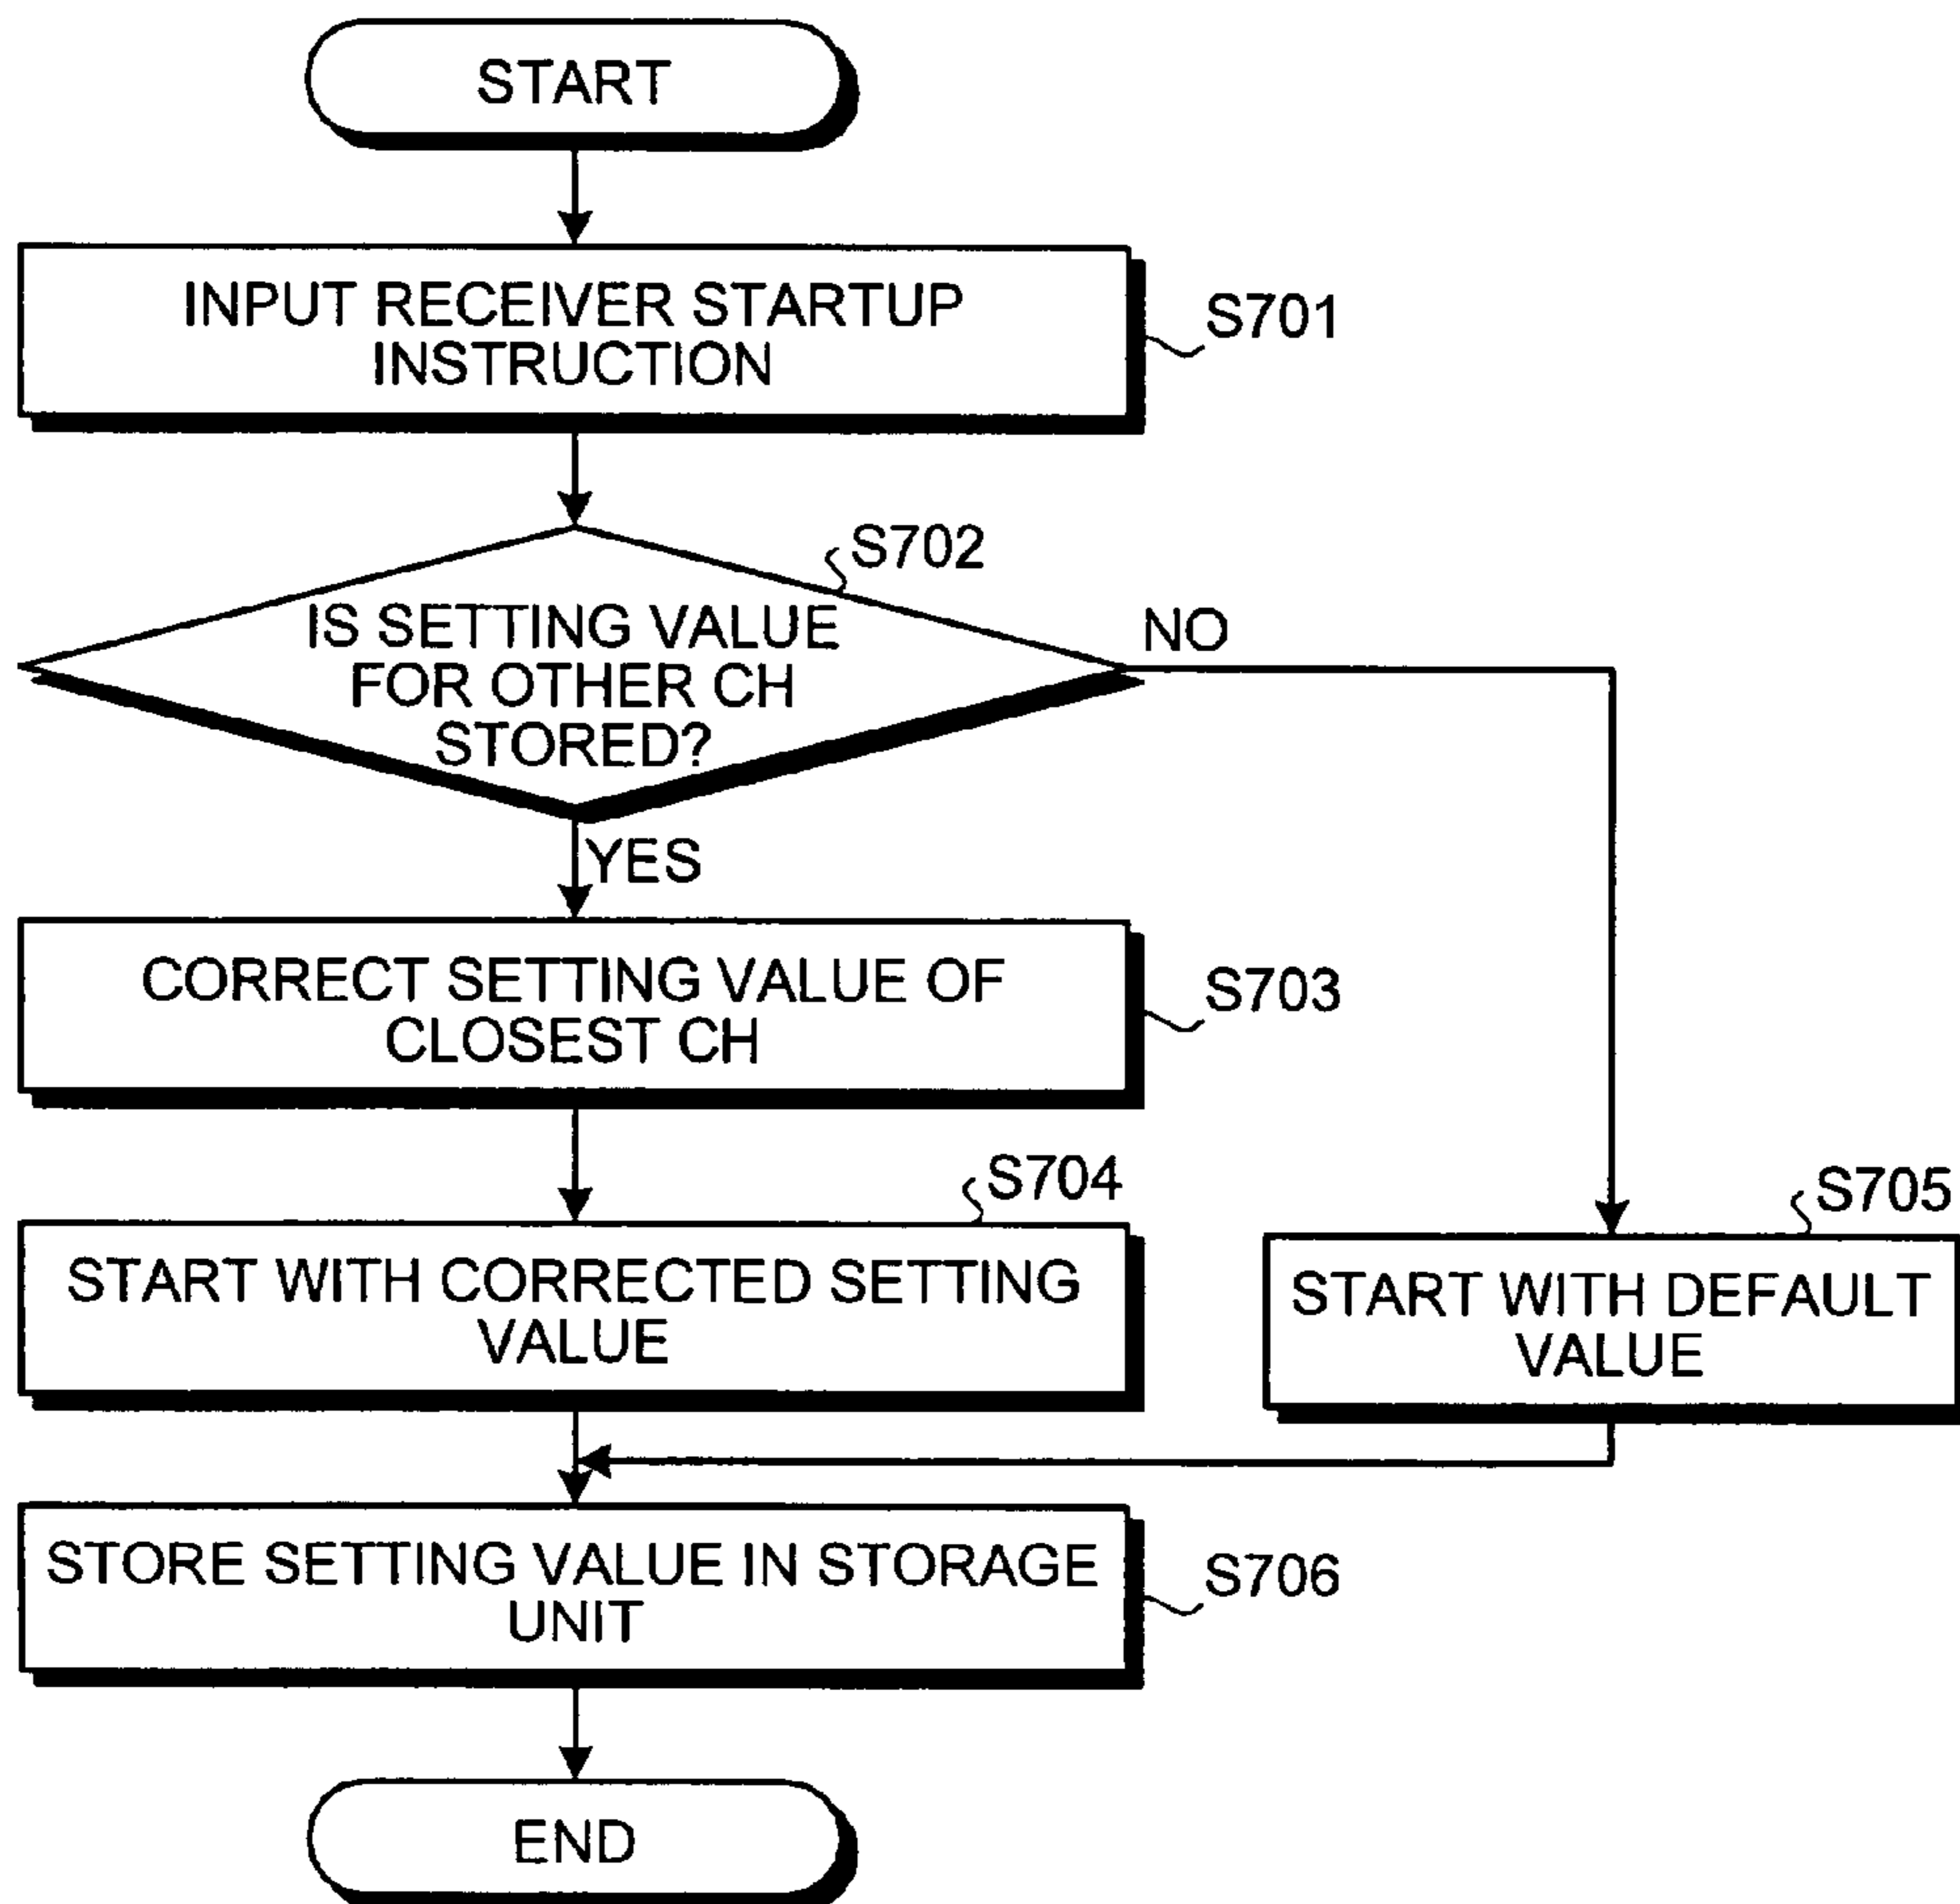 START
INPUT RECEIVER STARTUP
INSTRUCTION
S701
S702
IS SETTING VALUE
FOR OTHER CH
STORED?
NO
YES
CORRECT SETTING VALUE OF
CLOSEST CH
S703
S704
START WITH CORRECTED SETTING
VALUE
S705
START WITH DEFAULT
VALUE
STORE SETTING VALUE IN STORAGE
UNIT
S706
END